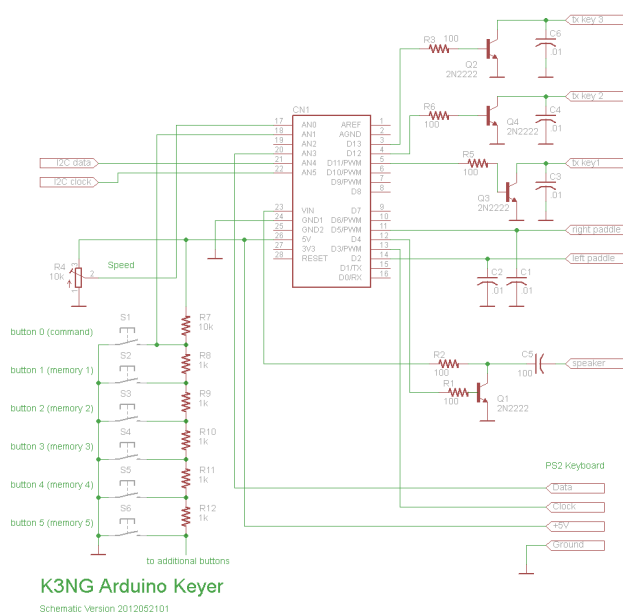 tx key 3
R3
100
C6
.01
Q2
2N2222
CN1
tx key 2
R6
100
C4
.01
Q4
2N2222
17 AN0 AREF 1
18 AN1 AGND 2
19 AN2 D13 3
20 AN3 D12 4
21 AN4 D11/PWM 5
22 AN5 D10/PWM 6
D9/PWM 7
D8 8
23 VIN D7 9
24 GND1 D6/PWM 10
25 GND2 D5/PWM 11
26 5V D4 12
27 3V3 D3/PWM 13
28 RESET D2 14
D1/TX 15
D0/RX 16
R5
100
tx key1
C3
.01
Q3
2N2222
I2C data
I2C clock
right paddle
left paddle
C2
.01
C1
.01
R4
10k
3
2
1
Speed
S1
R7
10k
button 0 (command)
S2
R8
1k
button 1 (memory 1)
S3
R9
1k
button 2 (memory 2)
S4
R10
1k
button 3 (memory 3)
S5
R11
1k
button 4 (memory 4)
S6
R12
1k
button 5 (memory 5)
to additional buttons
R2
100
C5
100
speaker
R1
100
Q1
2N2222
PS2 Keyboard
Data
Clock
+5V
Ground
K3NG Arduino Keyer
Schematic Version 2012052101